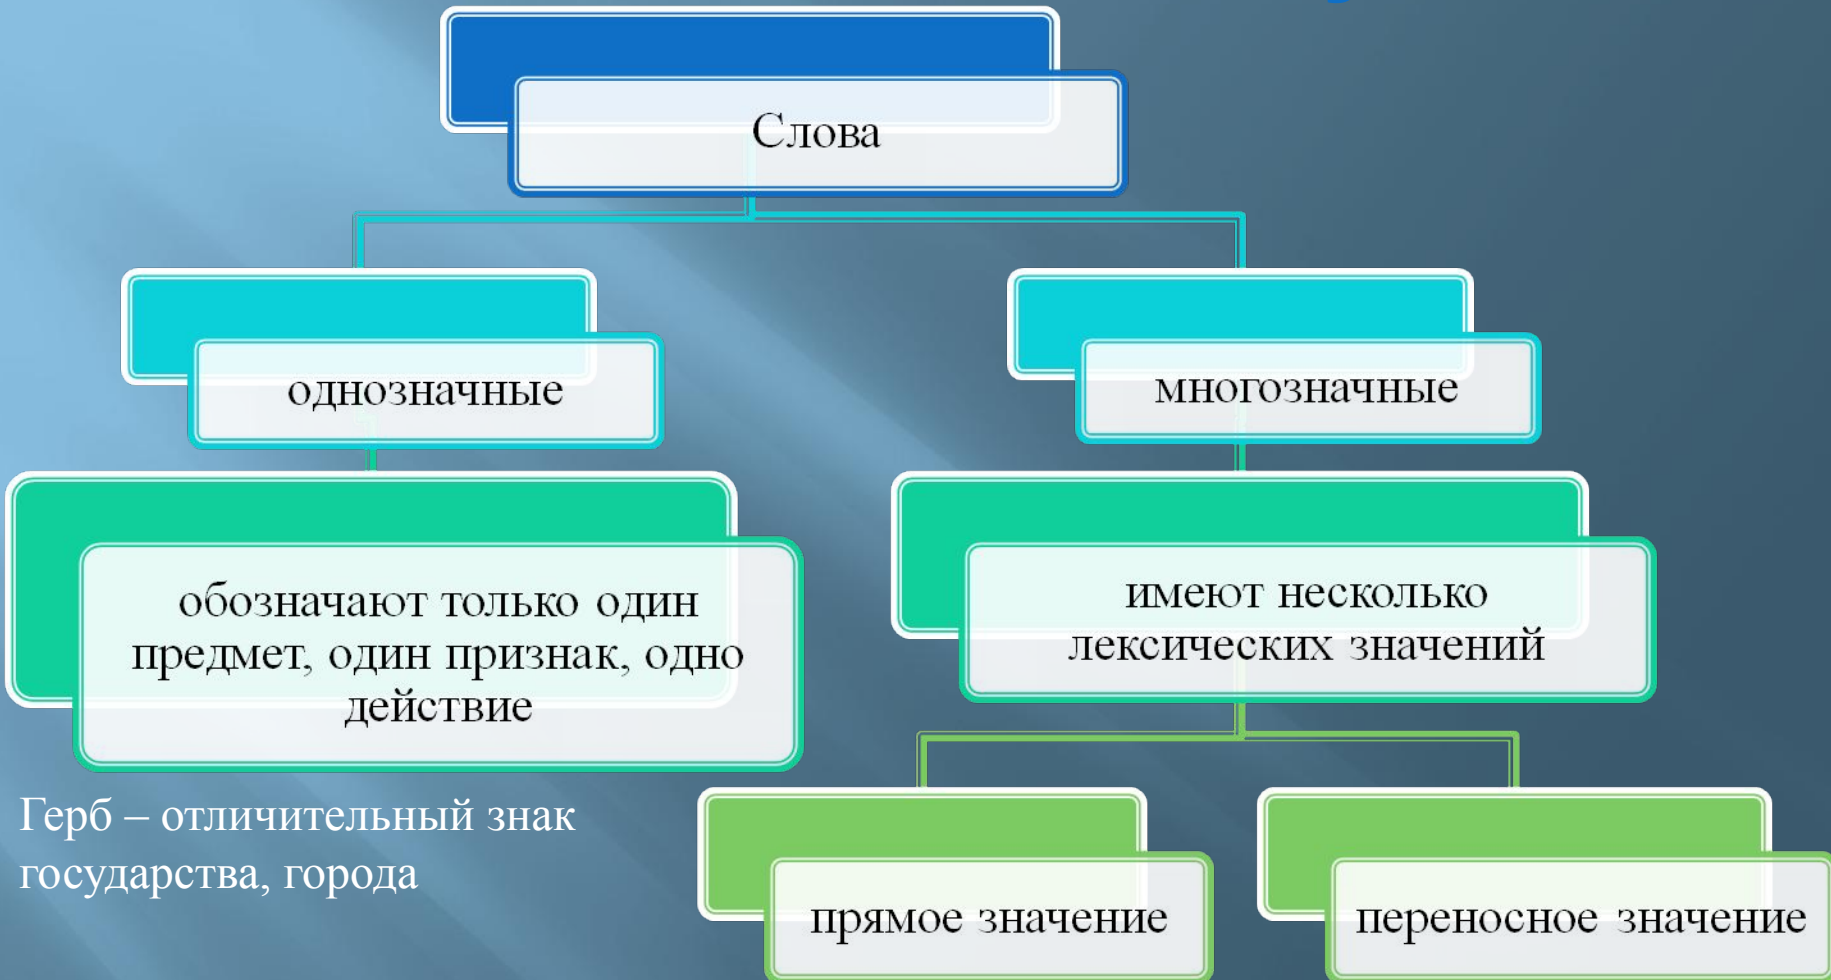 Слова
однозначные
многозначные
обозначают только один
предмет, один признак, одно
действие
имеют несколько
лексических значений
Герб – отличительный знак
государства, города
прямое значение
переносное значение